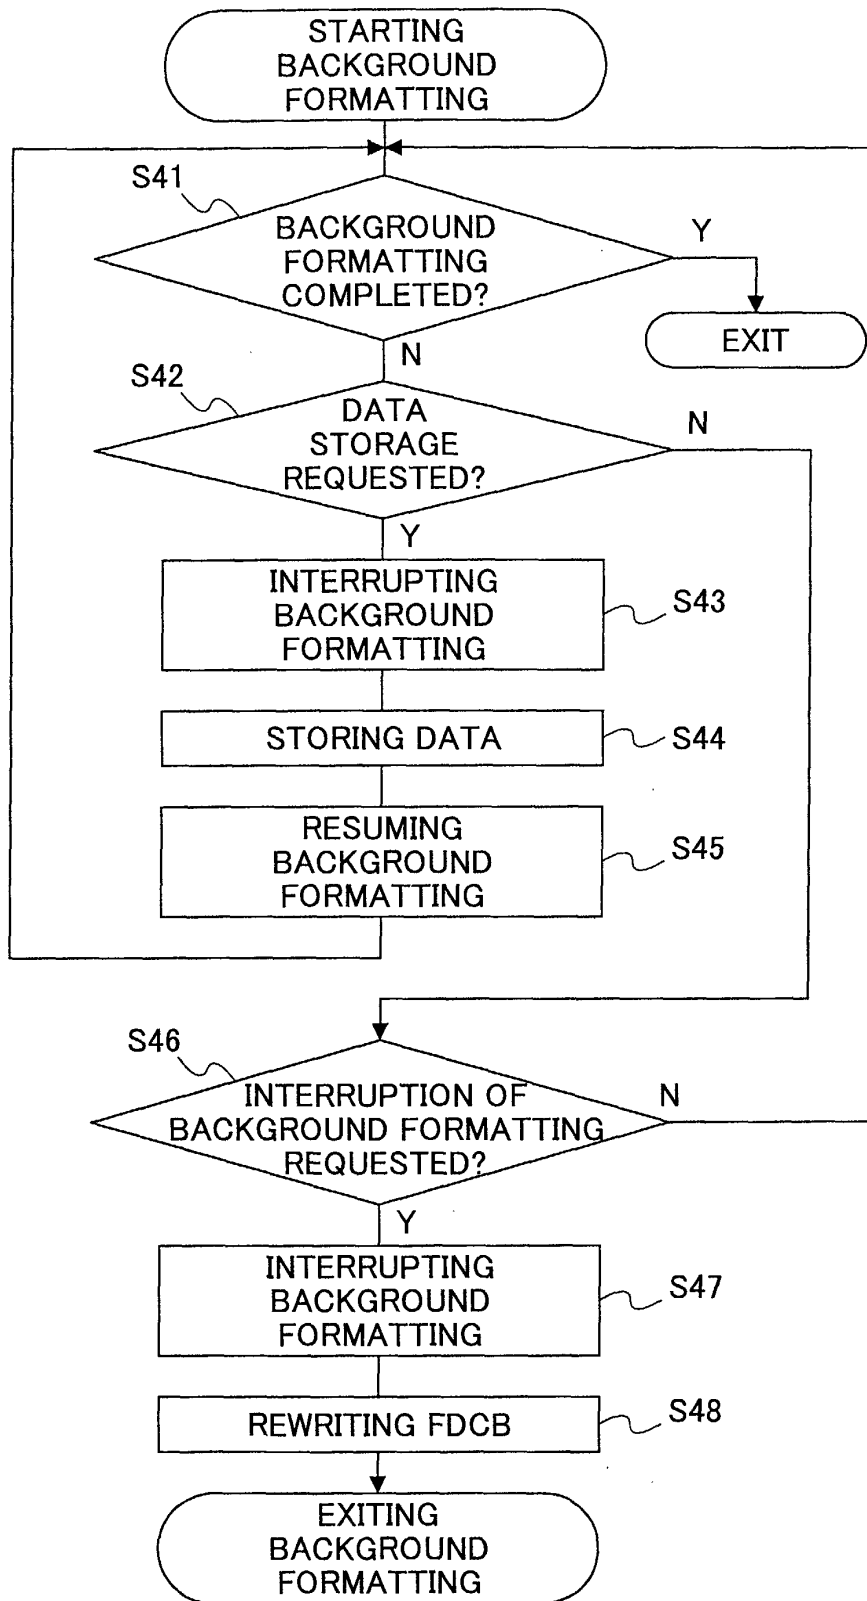 STARTING
BACKGROUND
FORMATTING
S41
BACKGROUND
FORMATTING
COMPLETED?
Y
EXIT
N
S42
DATA
STORAGE
REQUESTED?
N
Y
INTERRUPTING
BACKGROUND
FORMATTING
S43
STORING DATA
S44
RESUMING
BACKGROUND
FORMATTING
S45
S46
INTERRUPTION OF
BACKGROUND FORMATTING
REQUESTED?
N
Y
INTERRUPTING
BACKGROUND
FORMATTING
S47
REWRITING FDCB
S48
EXITING
BACKGROUND
FORMATTING